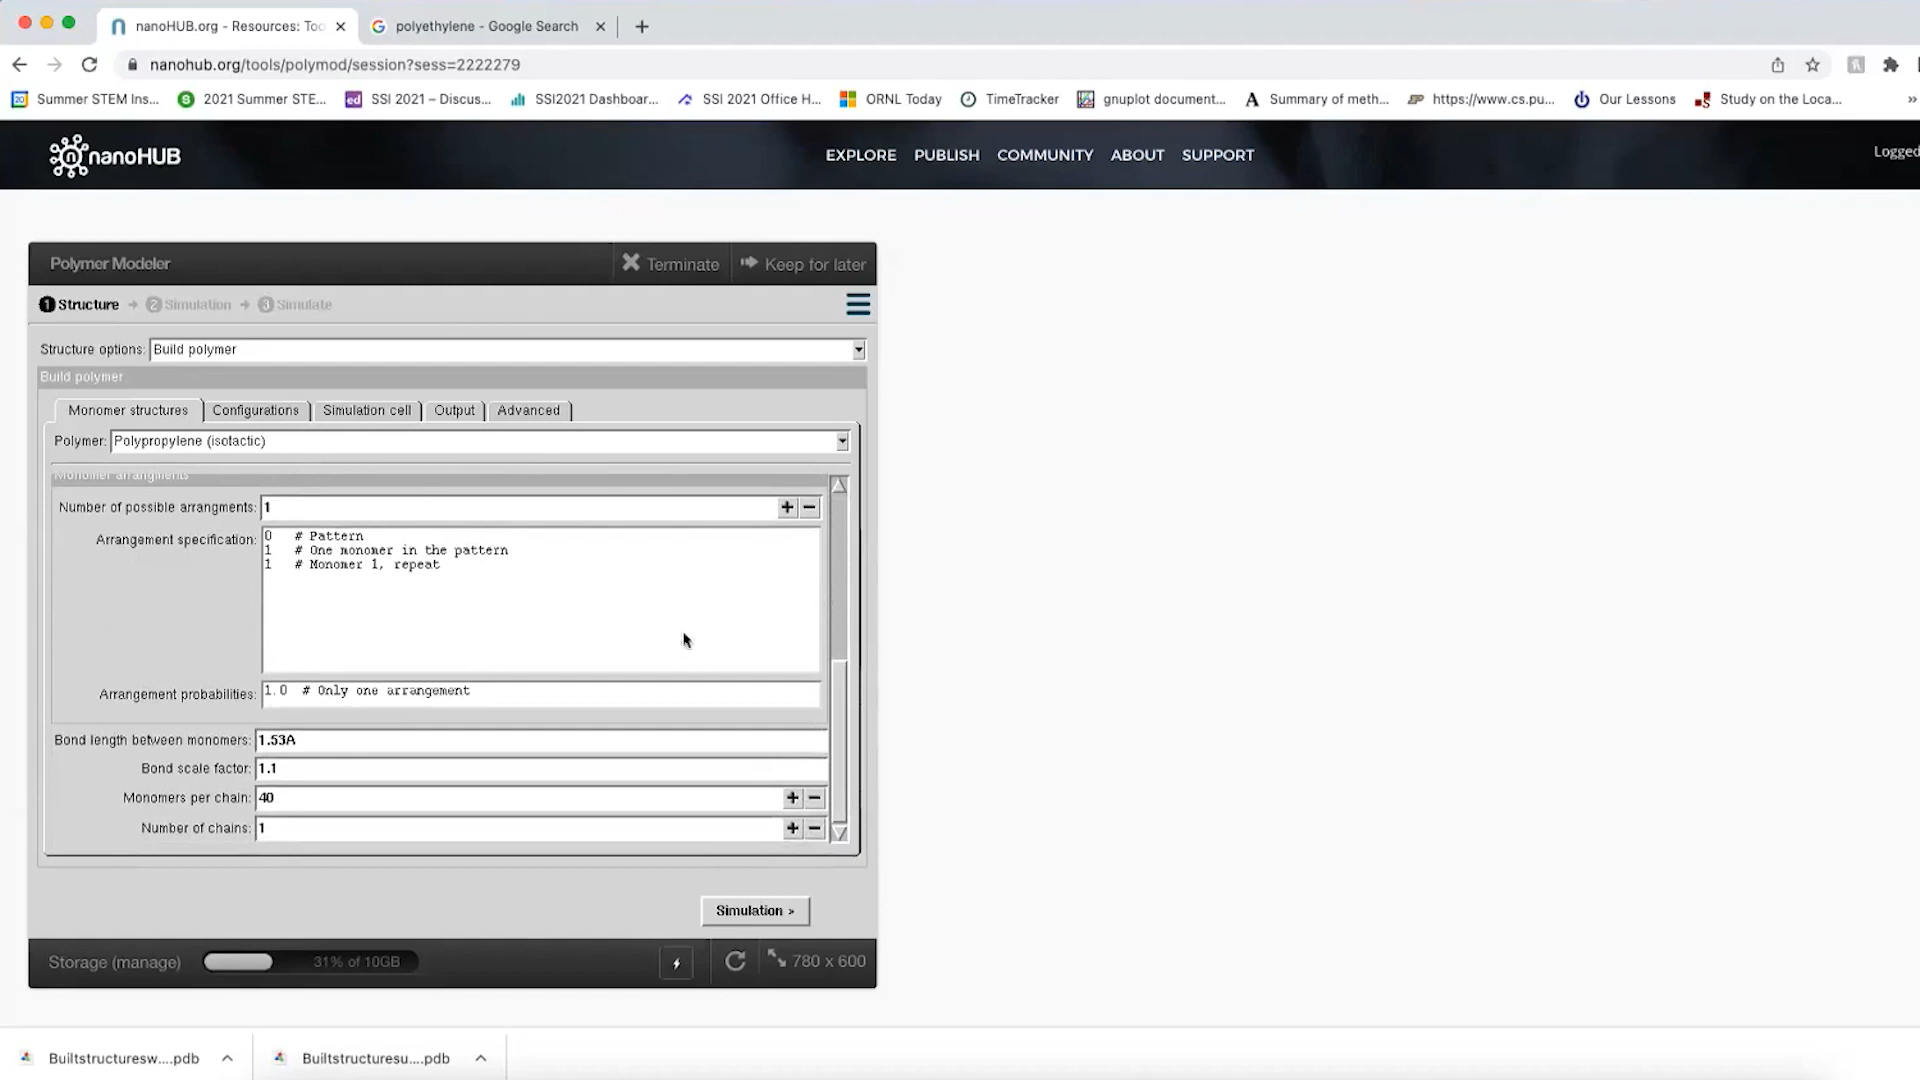 nanoHUB.org - Resources: Too
polyethylene - Google Search
nanohub.org/tools/polymod/session?sess=2222279
Summer STEM Ins...
2021 Summer STE...
SSI 2021 – Discus...
SSI2021 Dashboar...
SSI 2021 Office H...
ORNL Today
TimeTracker
gnuplot document...
Summary of meth...
https://www.cs.pu...
Our Lessons
Study on the Loca...
»
nanoHUB
EXPLORE
PUBLISH
COMMUNITY
ABOUT
SUPPORT
Logged
Polymer Modeler
Terminate
Keep for later
1 Structure → 2 Simulation → 3 Simulate
Structure options: Build polymer
Build polymer
Monomer structures
Configurations
Simulation cell
Output
Advanced
Polymer: Polypropylene (isotactic)
Monomer arrangments
Number of possible arrangments: 1
Arrangement specification: 0 # Pattern
1 # One monomer in the pattern
1 # Monomer 1, repeat
Arrangement probabilities: 1.0 # Only one arrangement
Bond length between monomers: 1.53A
Bond scale factor: 1.1
Monomers per chain: 40
Number of chains: 1
Simulation >
Storage (manage)
31% of 10GB
780 x 600
Builtstructuresw....pdb
Builtstructuresu....pdb